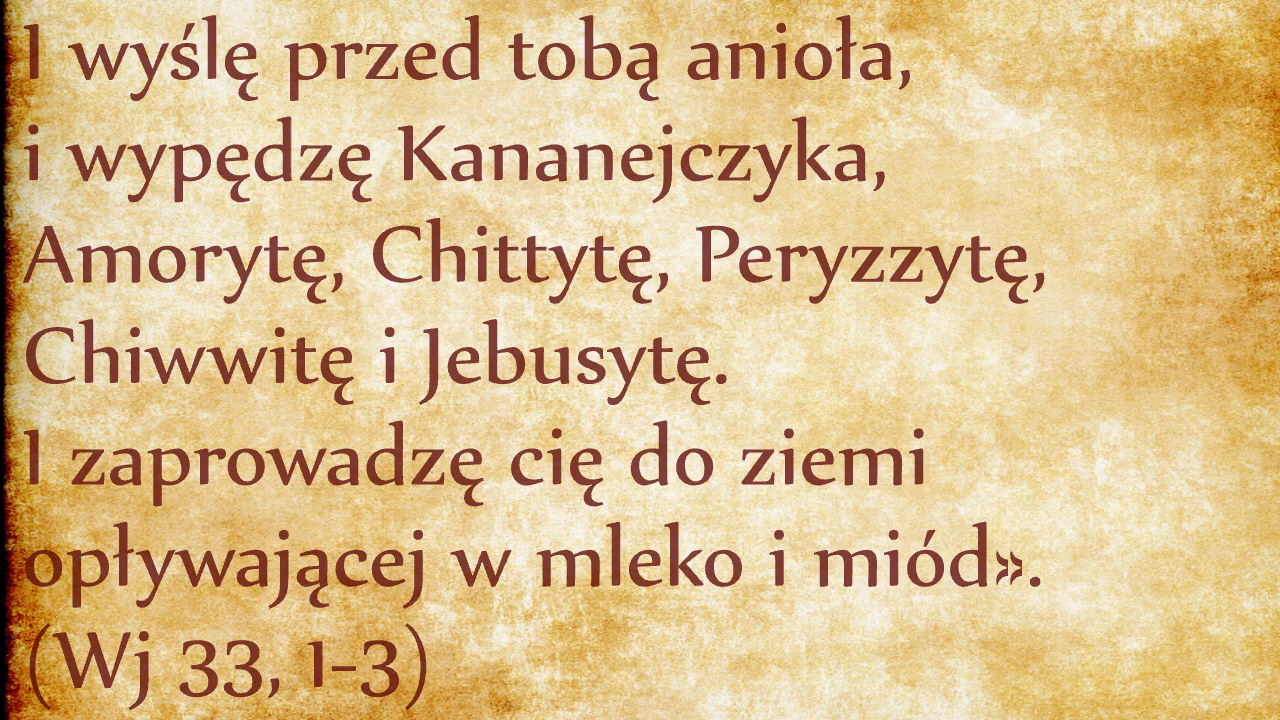 I wyślę przed tobą anioła,
i wypędzę Kananejczyka,
Amorytę, Chittytę, Peryzzytę,
Chiwwitę i Jebusytę.
I zaprowadzę cię do ziemi
opływającej w mleko i miód».
(Wj 33, 1-3)